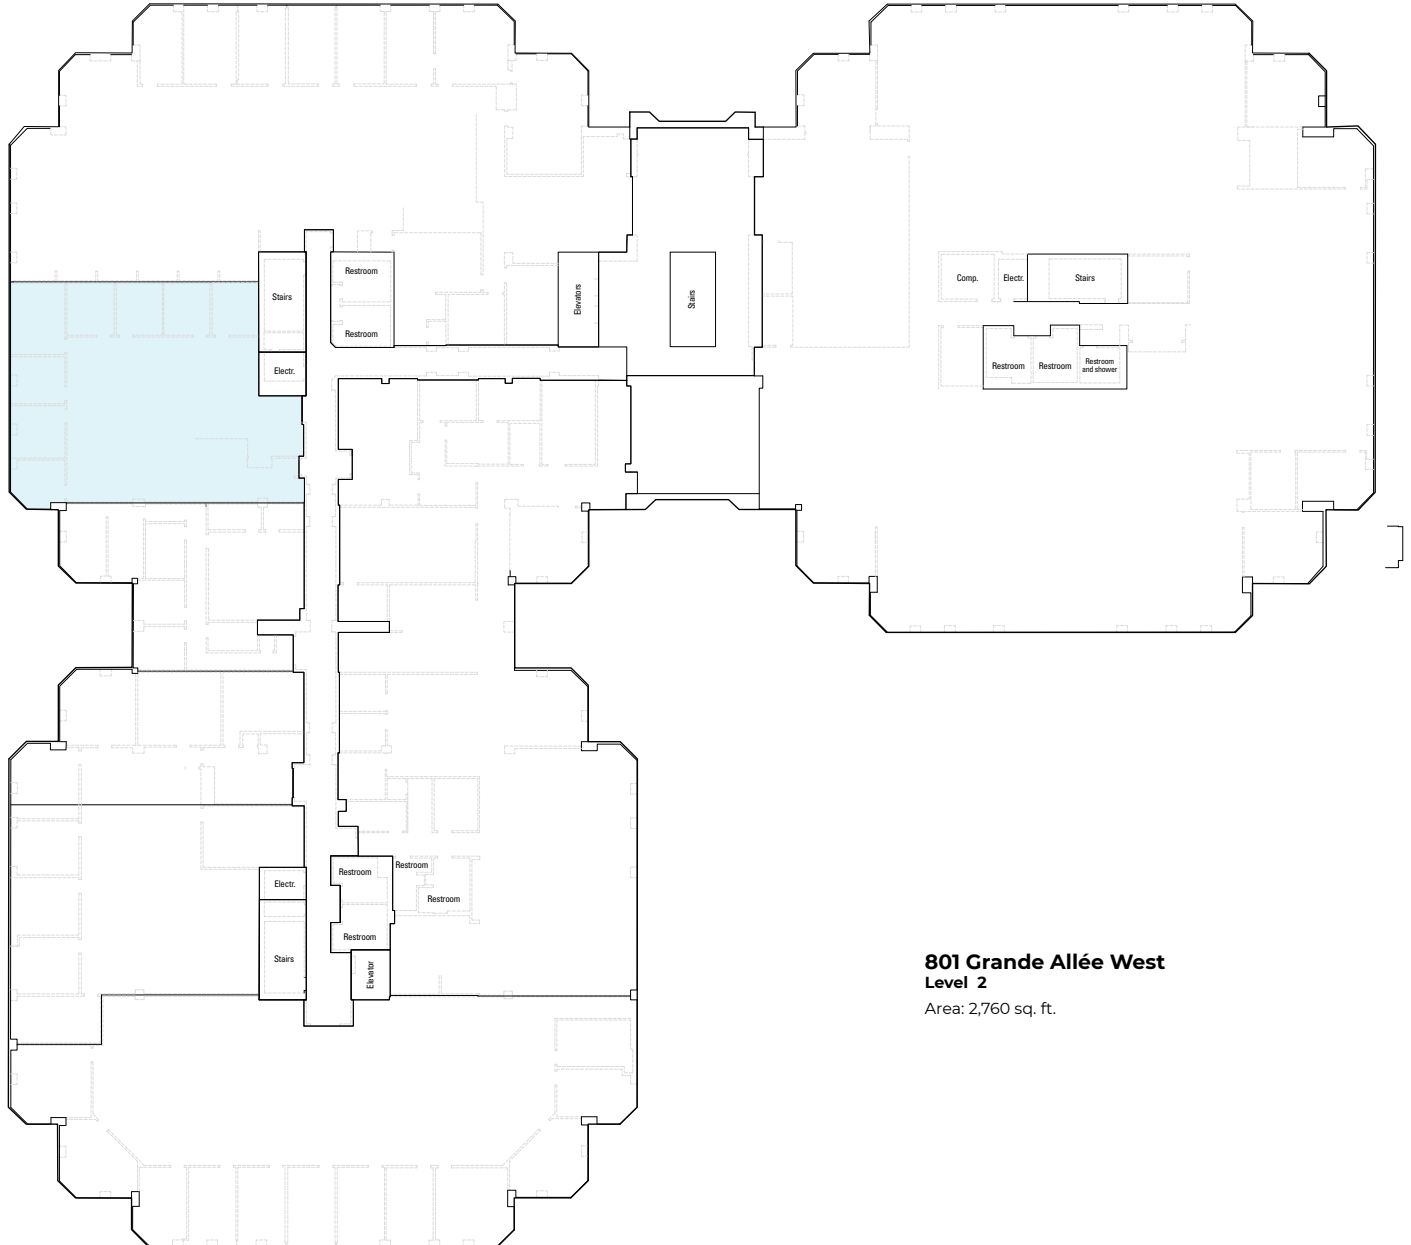 Restroom
Stairs
Restroom
Electr.
Elevators
Stairs
Comp.
Electr.
Stairs
Restroom
Restroom
Restroom
and shower
Restroom
Restroom
Electr.
Restroom
Restroom
Stairs
Elevator
801 Grande Allée West
Level 2
Area: 2,760 sq. ft.